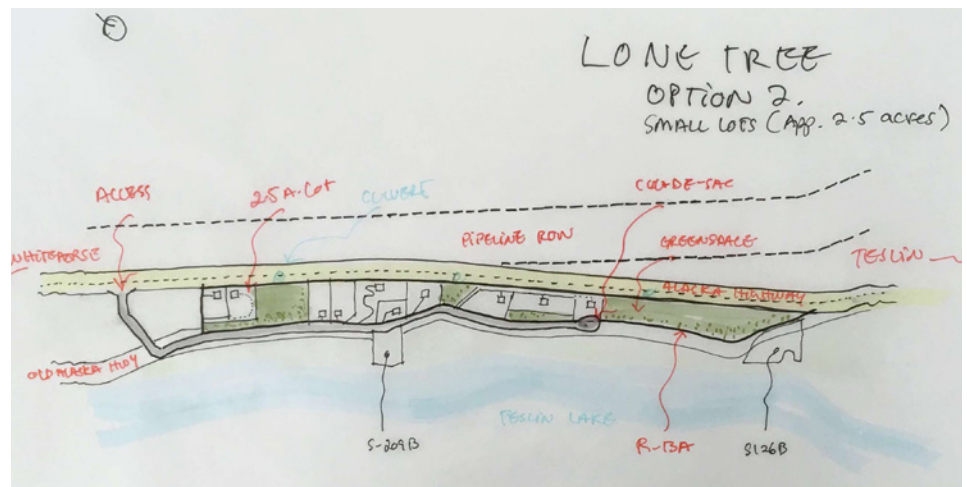 LONE TREE
OPTION 2.
SMALL LOTS (App. 2.5 acres)
ACCESS
2.5 A. Lot
CULVERT
CUL-DE-SAC
PIPELINE ROW
GREENSPACE
WHITEHORSE
TESLIN
ALASKA HIGHWAY
OLD ALASKA HWY
TESLIN LAKE
S-209B
R-13A
S126B